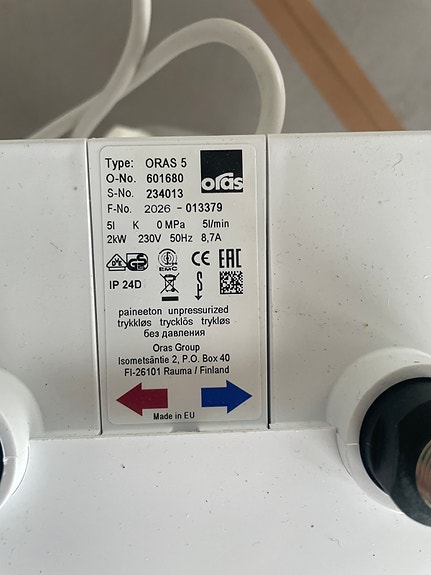 Type: ORAS 5
oras
O-No. 601680
S-No. 234013
F-No. 2026 - 013379
5l K 0 MPa 5l/min
2kW 230V 50Hz 8,7A
GS EMC CE EAC
IP 24D
paineeton unpressurized
trykkløs trycklös trykløs
без давления
Oras Group
Isometsäntie 2, P.O. Box 40
FI-26101 Rauma / Finland
Made in EU